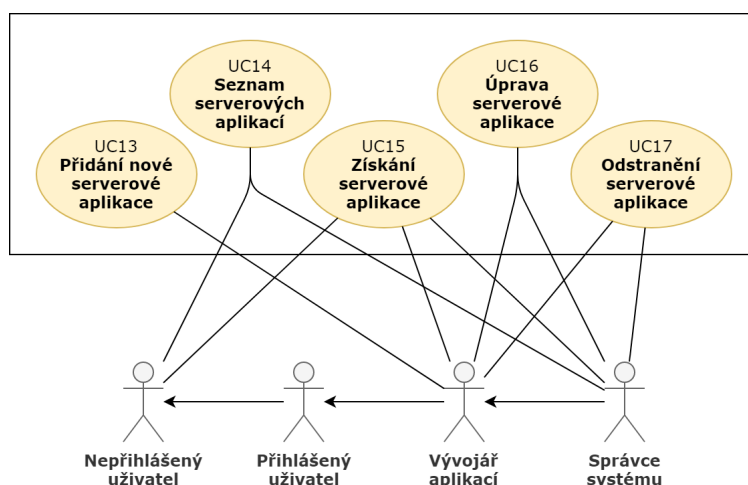 UC14
Seznam
serverových
aplikací
UC16
Úprava
serverové
aplikace
UC13
Přidání nové
serverové
aplikace
UC15
Získání
serverové
aplikace
UC17
Odstranění
serverové
aplikace
Nepřihlášený
uživatel
Přihlášený
uživatel
Vývojář
aplikací
Správce
systému